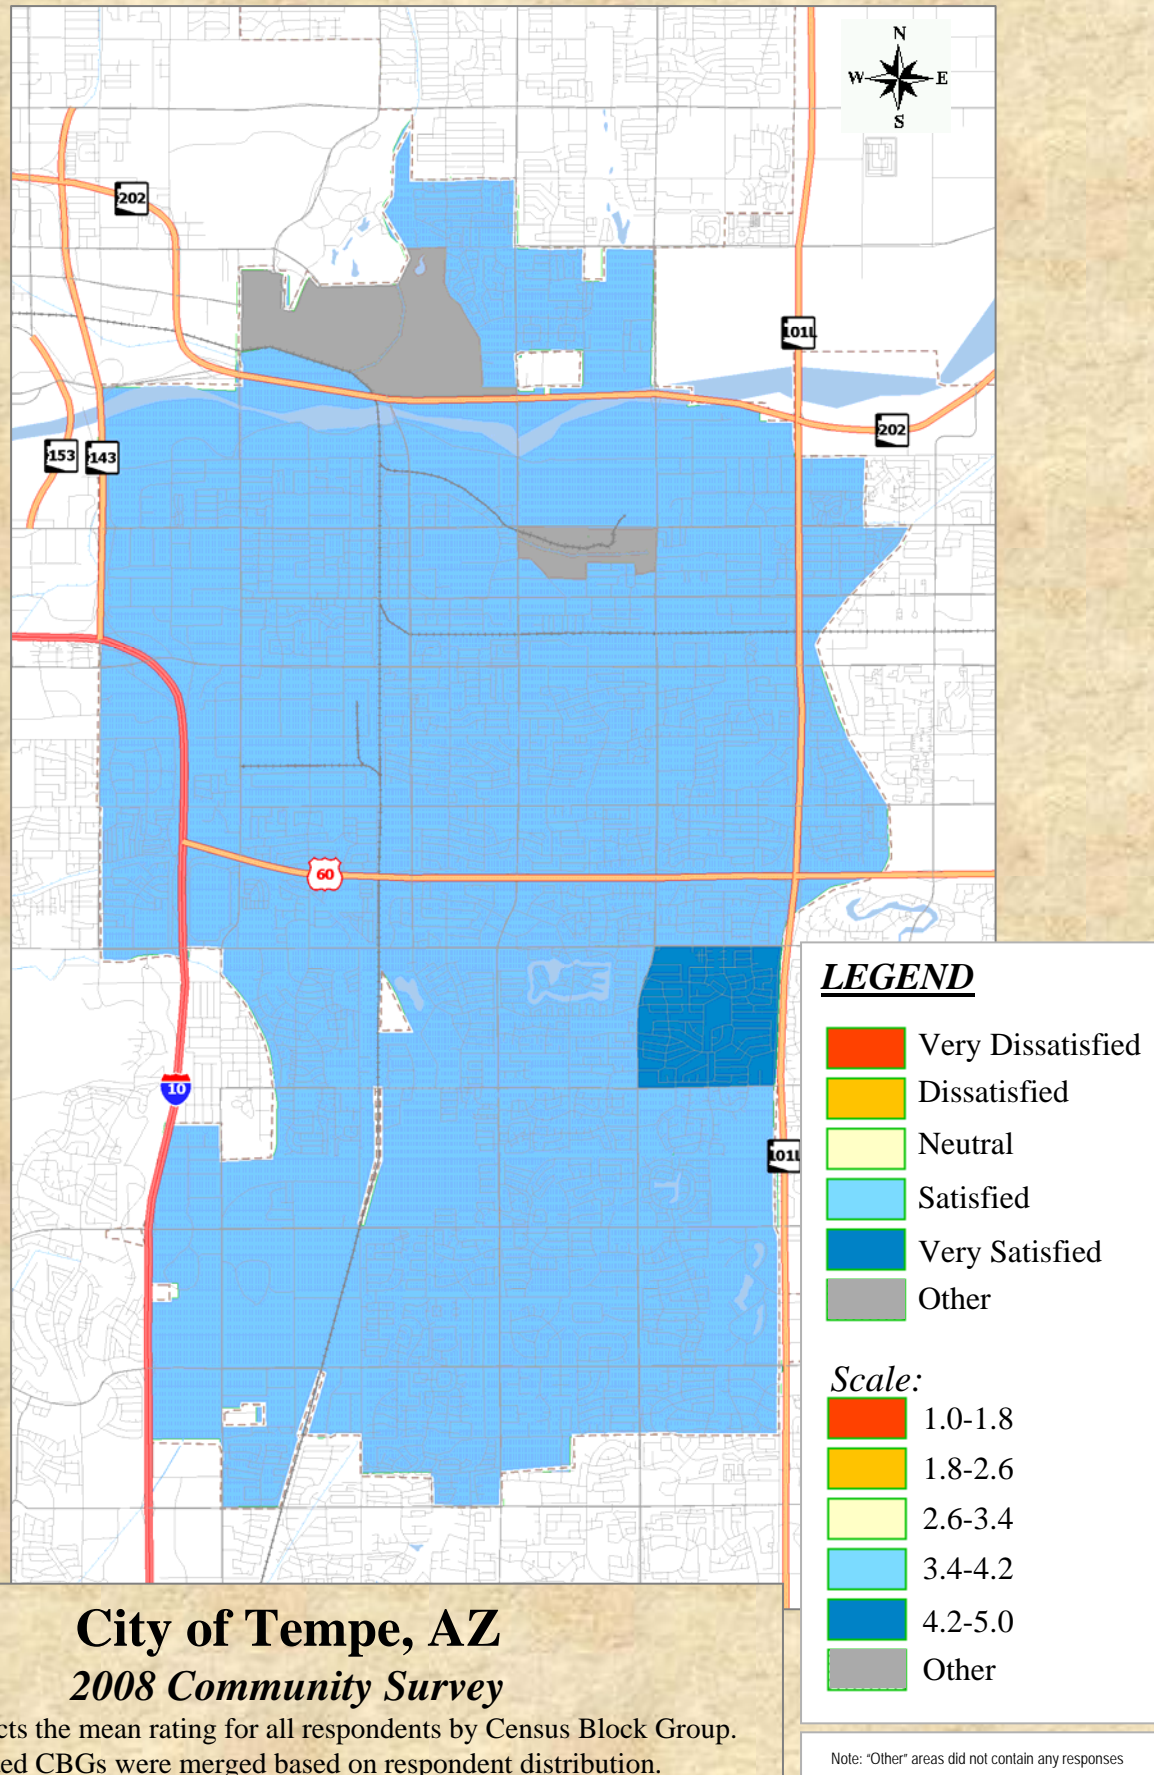 N
W E
S
202
101L
202
153
143
60
10
101L
LEGEND
Very Dissatisfied
Dissatisfied
Neutral
Satisfied
Very Satisfied
Other
Scale:
1.0-1.8
1.8-2.6
2.6-3.4
3.4-4.2
4.2-5.0
Other
City of Tempe, AZ
2008 Community Survey
cts the mean rating for all respondents by Census Block Group.
ed CBGs were merged based on respondent distribution.
Note: "Other" areas did not contain any responses